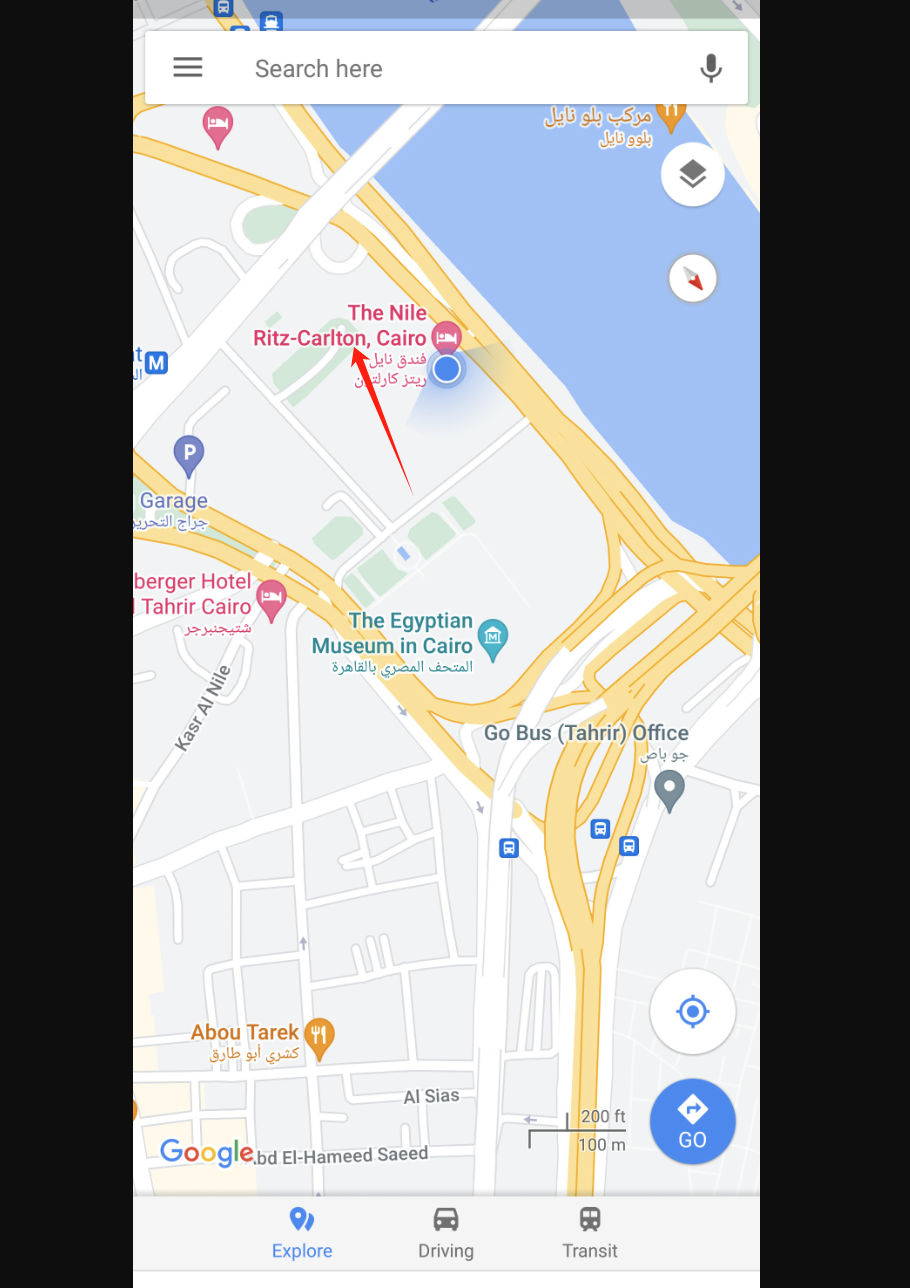 Search here
مركب بلو نايل
بلوو نايل
The Nile
Ritz-Carlton, Cairo
فندق نايل
ريتز كارلتون
M
P
Garage
جراج التحرير
berger Hotel
Tahrir Cairo
شتيجنبرجر
The Egyptian
Museum in Cairo
المتحف المصري بالقاهرة
Kasr Al Nile
Go Bus (Tahrir) Office
جو باص
Abou Tarek
كشري أبو طارق
Al Sias
200 ft
100 m
GO
Google
bd El-Hameed Saeed
Explore
Driving
Transit